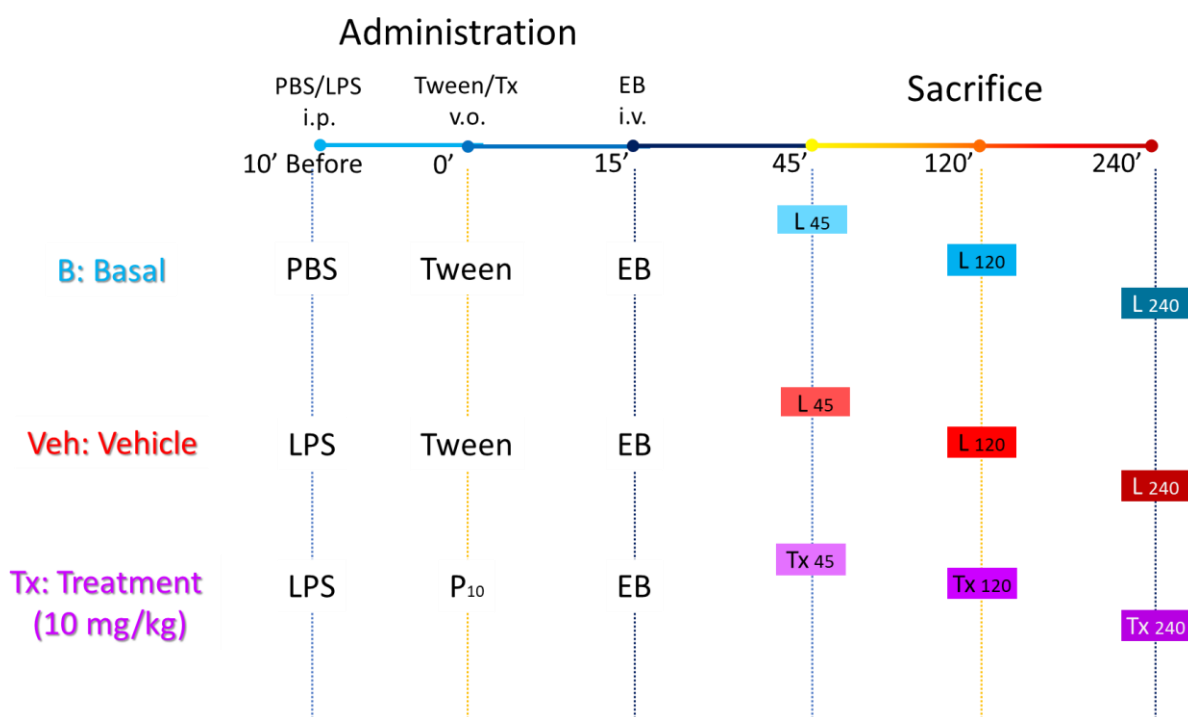 Administration
PBS/LPS
i.p.
Tween/Tx
v.o.
EB
i.v.
Sacrifice
10’ Before
0’
15’
45’
120’
240’
L 45
B: Basal
PBS
Tween
EB
L 120
L 240
L 45
Veh: Vehicle
LPS
Tween
EB
L 120
L 240
Tx 45
Tx: Treatment
(10 mg/kg)
LPS
P10
EB
Tx 120
Tx 240